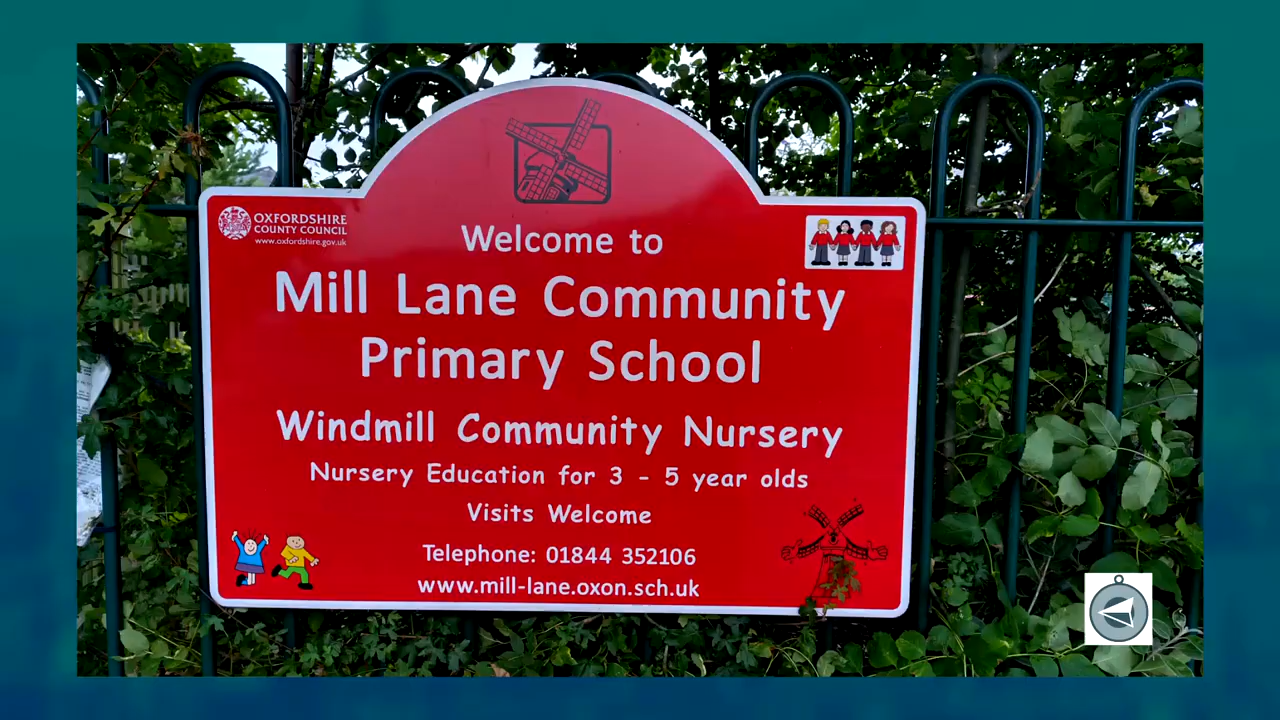 OXFORDSHIRE
COUNTY COUNCIL
www.oxfordshire.gov.uk
Welcome to
Mill Lane Community
Primary School
Windmill Community Nursery
Nursery Education for 3 - 5 year olds
Visits Welcome
Telephone: 01844 352106
www.mill-lane.oxon.sch.uk